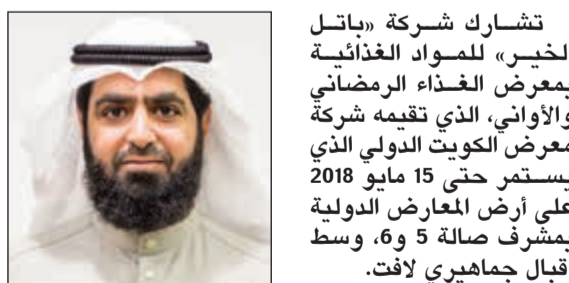 تشارك شركة «باتل
لخير» للمواد الغذائية
بمعرض الغذاء الرمضاني
والأواني، الذي تقيمه شركة
معرض الكويت الدولي الذي
يستمر حتى 15 مايو 2018
على أرض المعارض الدولية
بمشرف صالة 5 و6، وسط
إقبال جماهيري لافت.